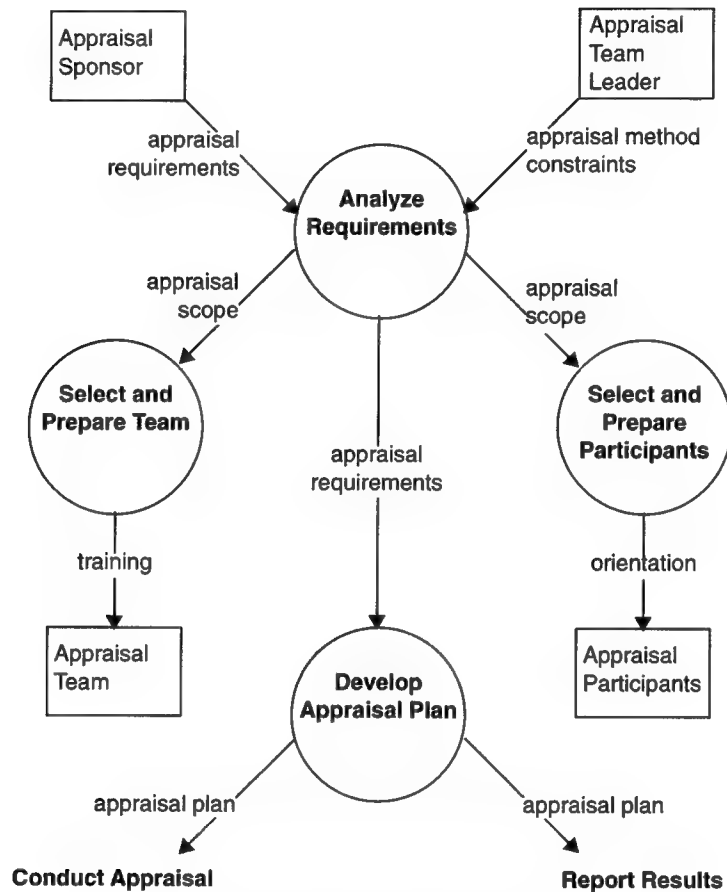 Appraisal
Sponsor
Appraisal
Team
Leader
appraisal
requirements
appraisal method
constraints
Analyze
Requirements
appraisal
scope
appraisal
scope
Select and
Prepare Team
Select and
Prepare
Participants
appraisal
requirements
training
orientation
Appraisal
Team
Appraisal
Participants
Develop
Appraisal Plan
appraisal plan
appraisal plan
Conduct Appraisal
Report Results